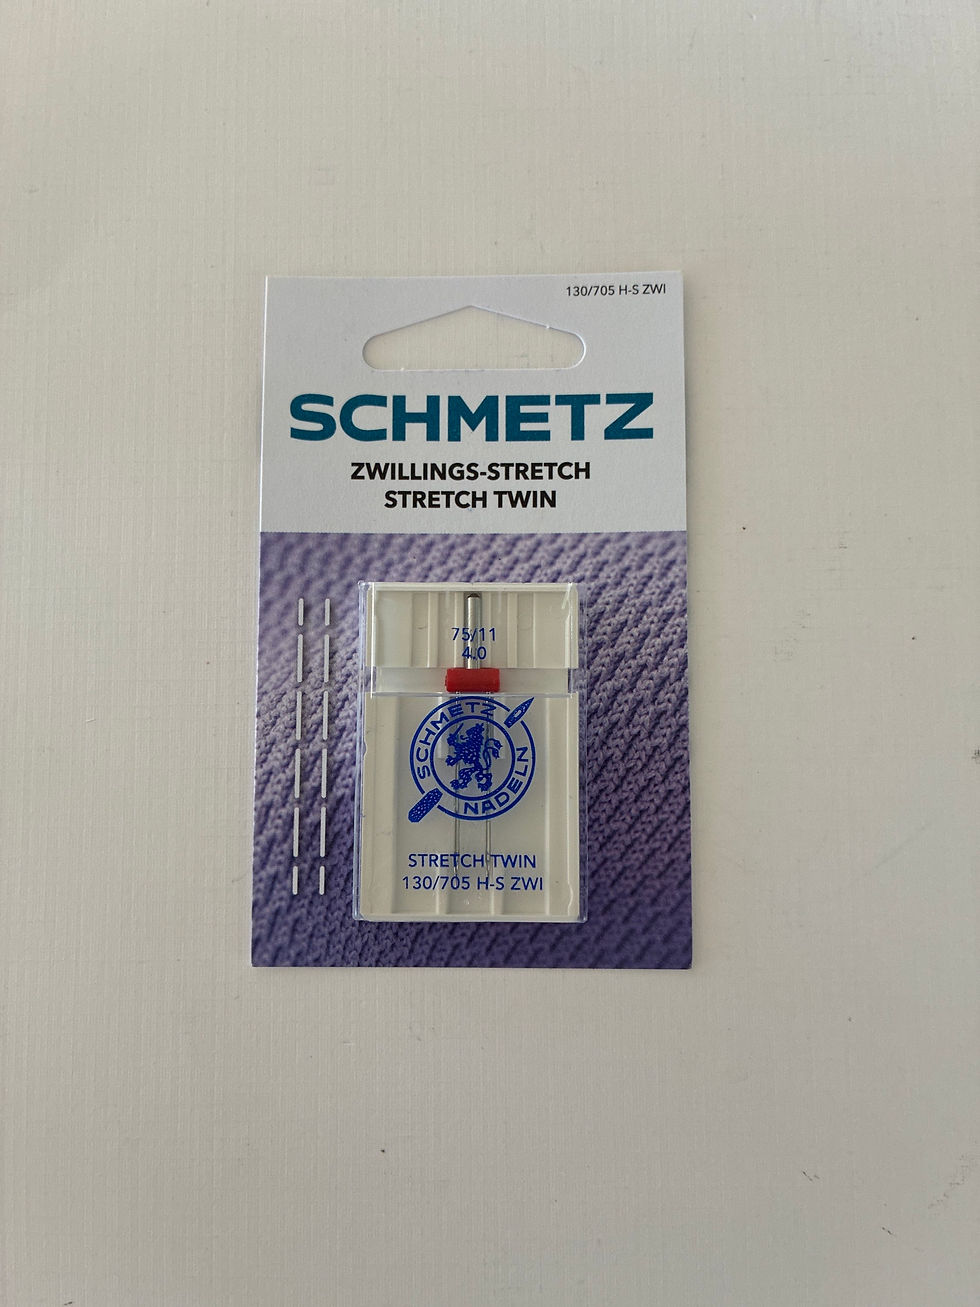 130/705 H-S ZWI
SCHMETZ
ZWILLINGS-STRETCH
STRETCH TWIN
75/11
4.0
SCHMETZ
NADELN
STRETCH TWIN
130/705 H-S ZWI